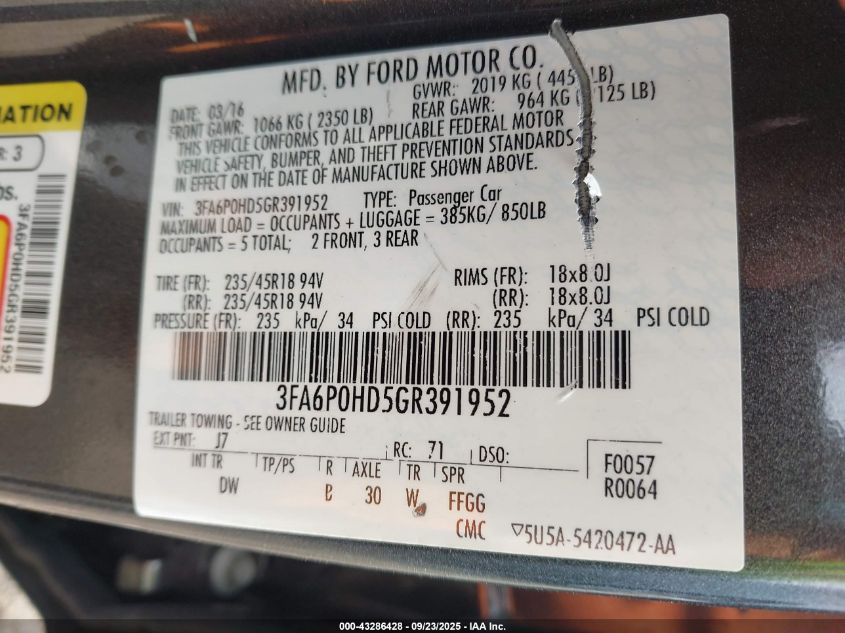 MFD. BY FORD MOTOR CO.
DATE: 03/16 GVWR: 2019 KG ( 445 LB)
FRONT GAWR: 1066 KG ( 2350 LB) REAR GAWR: 964 KG ( 125 LB)
THIS VEHICLE CONFORMS TO ALL APPLICABLE FEDERAL MOTOR
VEHICLE SAFETY, BUMPER, AND THEFT PREVENTION STANDARDS
IN EFFECT ON THE DATE OF MANUFACTURE SHOWN ABOVE.
VIN: 3FA6P0HD5GR391952 TYPE: Passenger Car
MAXIMUM LOAD = OCCUPANTS + LUGGAGE = 385KG/ 850LB
OCCUPANTS = 5 TOTAL; 2 FRONT, 3 REAR
TIRE (FR): 235/45R18 94V RIMS (FR): 18x8.0J
(RR): 235/45R18 94V (RR): 18x8.0J
PRESSURE (FR): 235 kPa/ 34 PSI COLD (RR): 235 kPa/ 34 PSI COLD
3FA6P0HD5GR391952
TRAILER TOWING - SEE OWNER GUIDE
EXT PNT: J7 RC: 71 DSO:
INT TR TP/PS R AXLE TR SPR
DW B 30 W FFGG
CMC
F0057
R0064
▽5U5A-5420472-AA
MATION
R: 3
os.
3FA6P0HD5GR391952
000-43286428 - 09/23/2025 - IAA Inc.